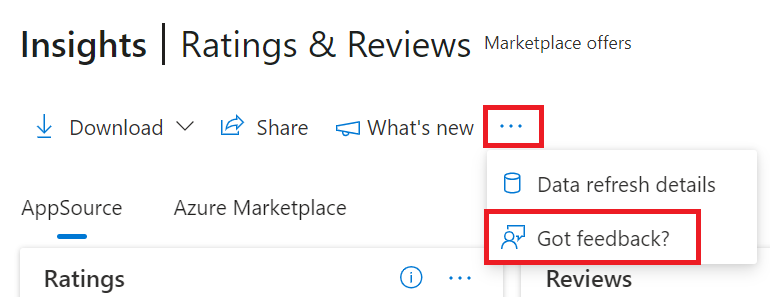 Insights | Ratings & Reviews Marketplace offers
Download Share What's new ...
Data refresh details
AppSource Azure Marketplace
Got feedback?
Ratings ... Reviews